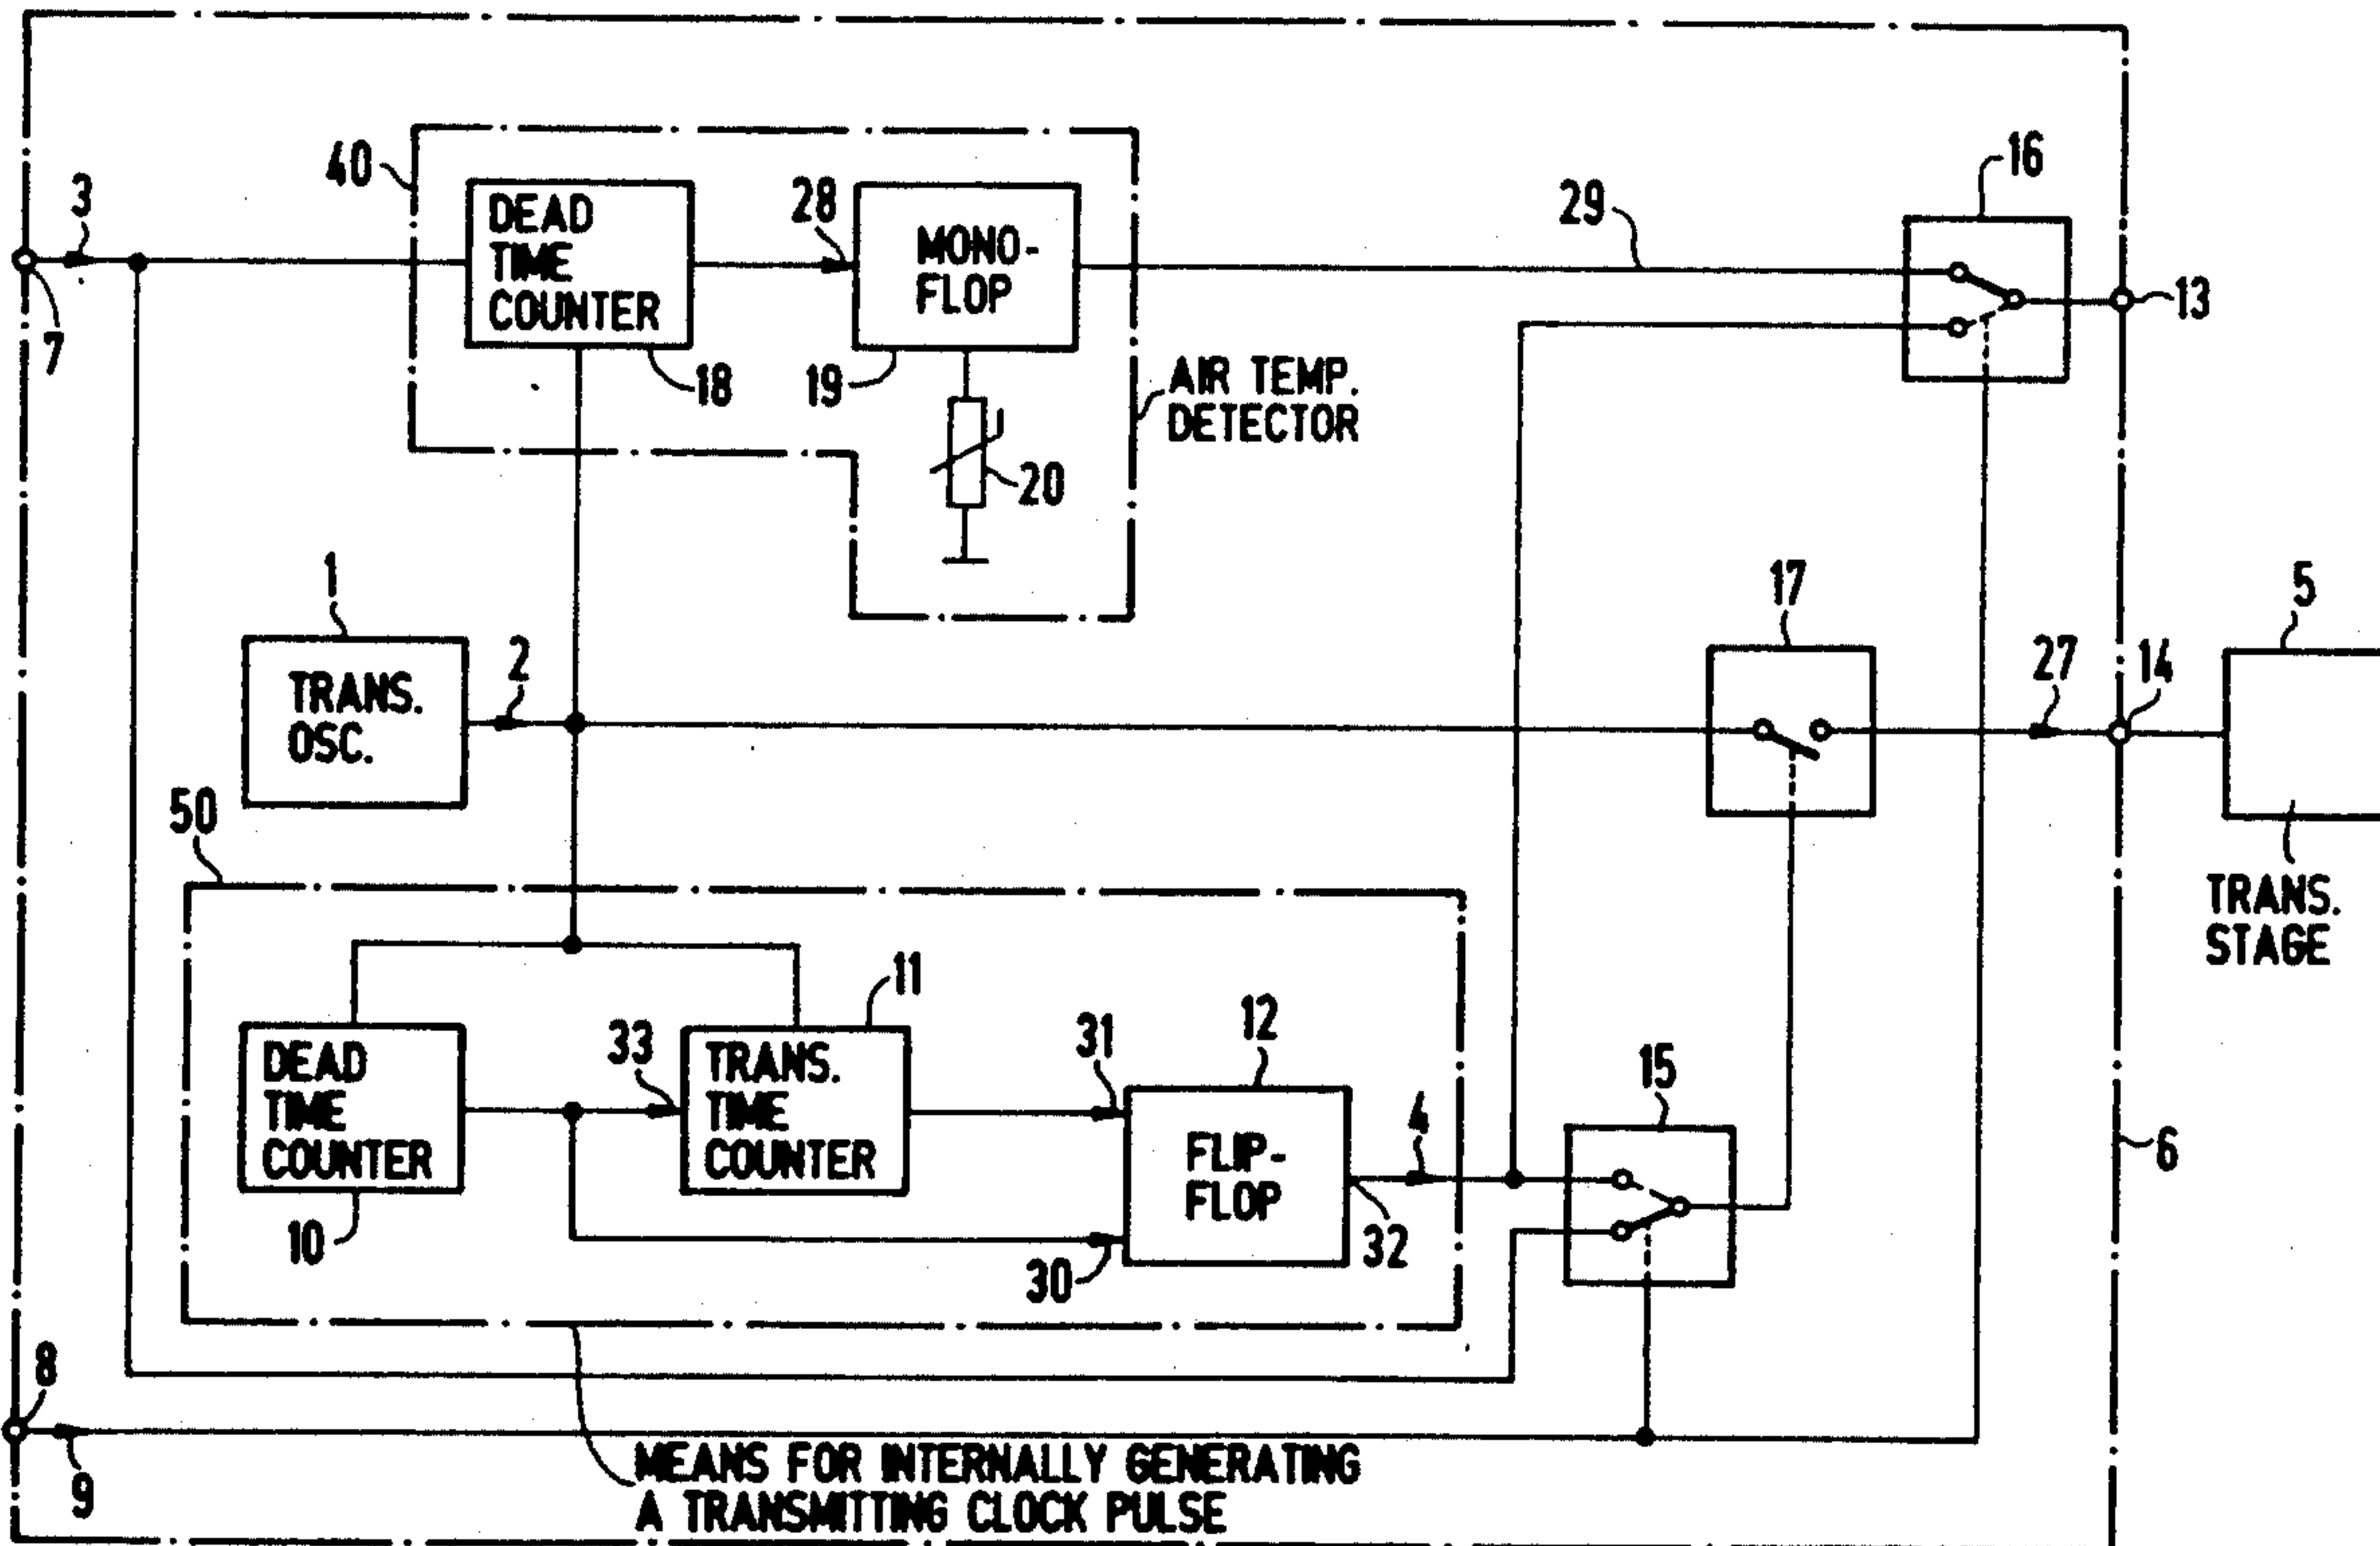 40
3
DEAD
TIME
COUNTER
28
MONO-
FLOP
29
16
7
18
19
13
AIR TEMP.
DETECTOR
20
1
TRANS.
OSC.
2
17
27
14
5
50
TRANS.
STAGE
11
DEAD
TIME
COUNTER
33
TRANS.
TIME
COUNTER
31
12
FLIP-
FLOP
4
15
6
10
30
32
8
9
MEANS FOR INTERNALLY GENERATING
A TRANSMITTING CLOCK PULSE